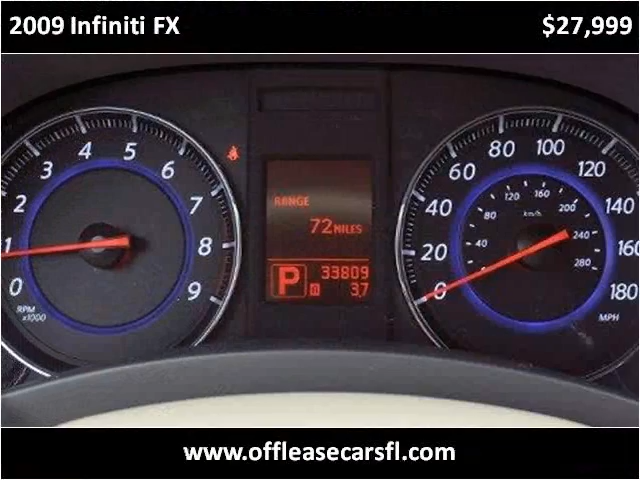 2009 Infiniti FX $27,999
4 5
3 6
2 7
1 8
0 9
RPM
x1000
RANGE
72 MILES
P 33809
A 3.7
80 100
60 120
40 140
20 160
0 180
MPH
120 160
80 200
km/h
40 240
280
www.offleasecarsfl.com